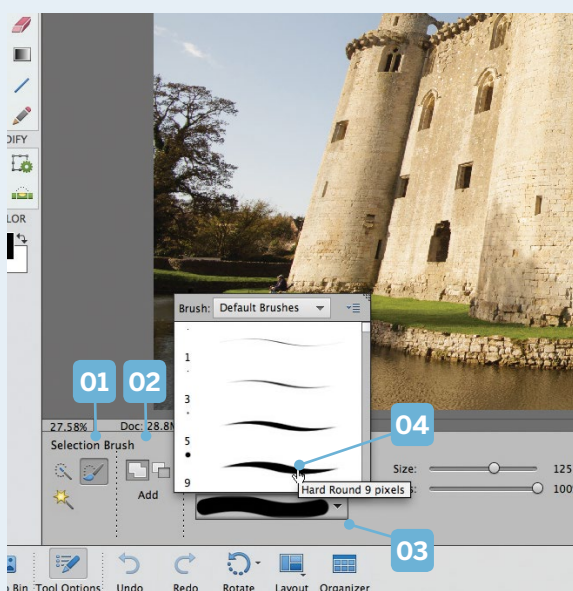 DIFY
LOR
Brush: Default Brushes
1
3
5
9
01
02
04
27.58% Doc: 28.8M
Selection Brush
Add
Hard Round 9 pixels
Size: 125
s: 100%
03
Bin Tool Options Undo Redo Rotate Layout Organizer